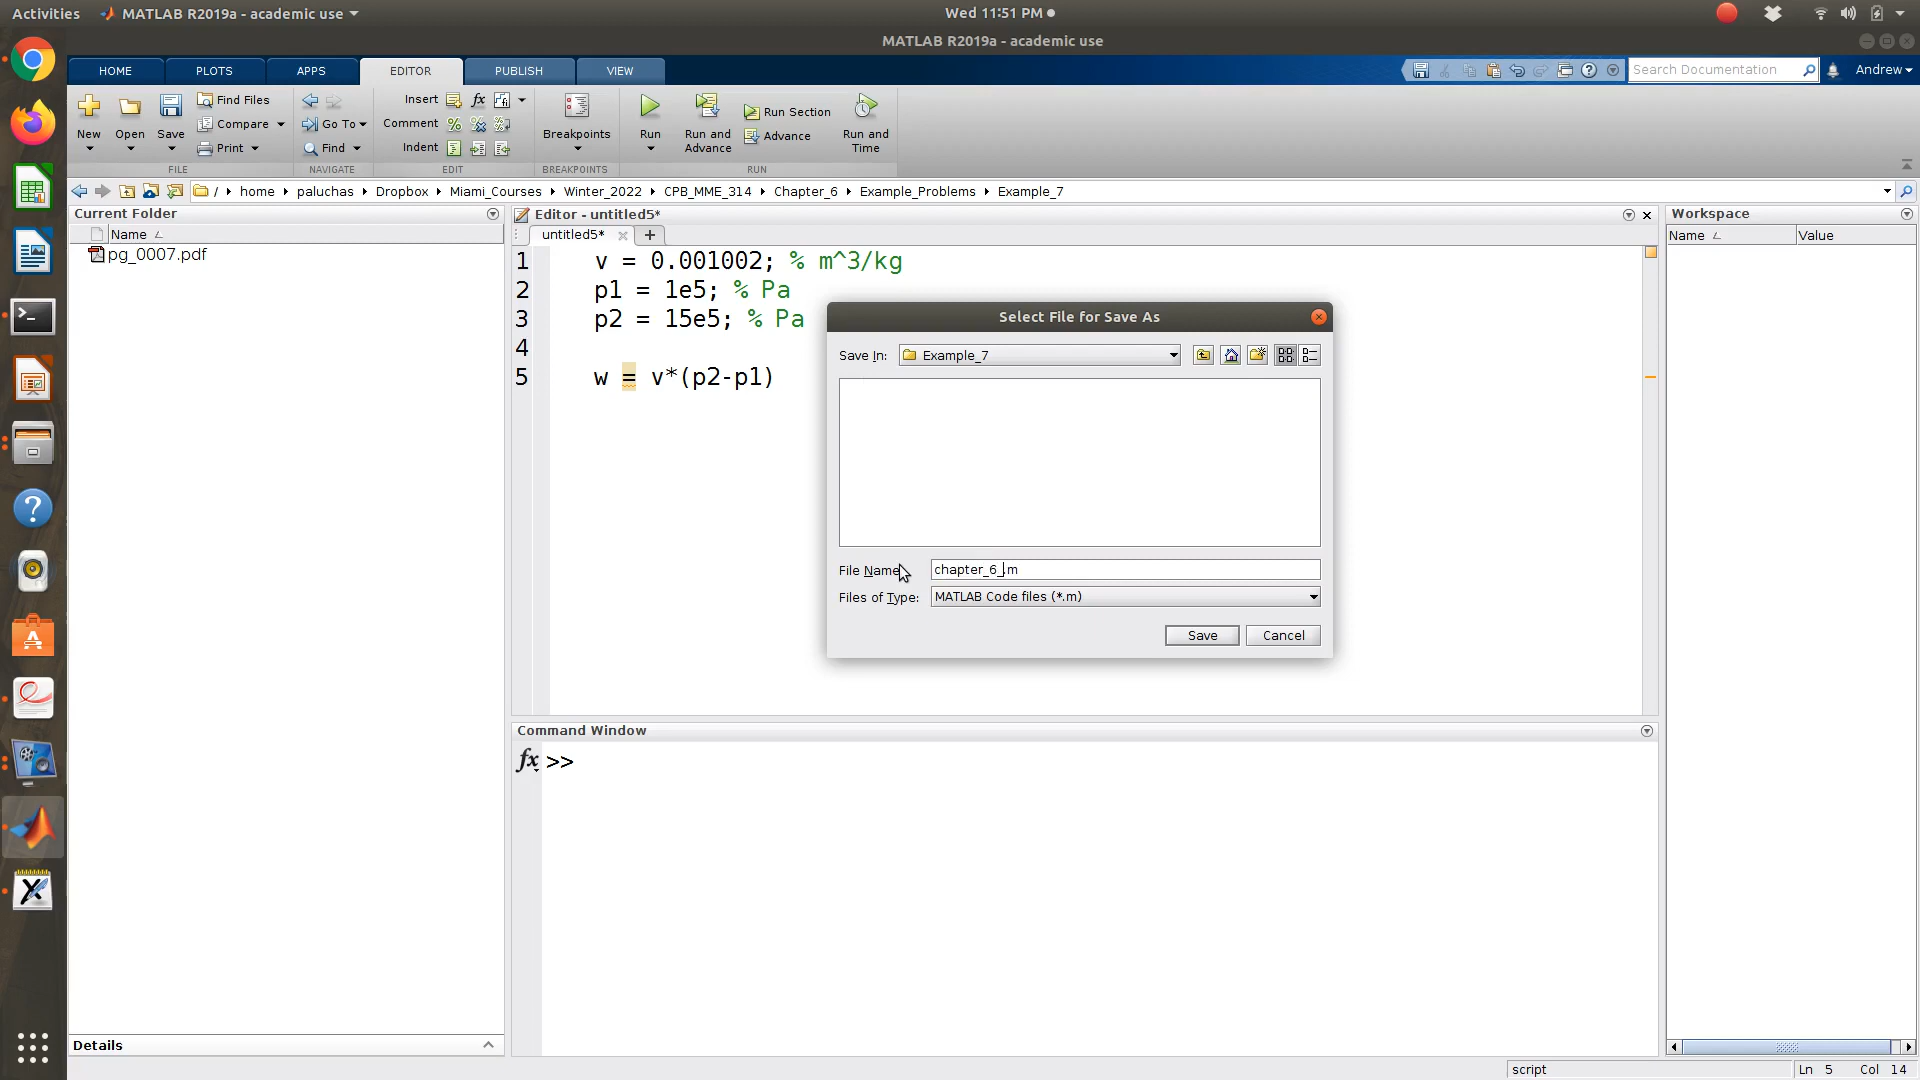 Activities MATLAB R2019a - academic use Wed 11:51 PM
MATLAB R2019a - academic use
HOME PLOTS APPS EDITOR PUBLISH VIEW Search Documentation Andrew
New Open Save Find Files Compare Print Go To Find Insert Comment Indent Breakpoints Run Run and Advance Run Section Advance Run and Time
FILE NAVIGATE EDIT BREAKPOINTS RUN
/ home paluchas Dropbox Miami_Courses Winter_2022 CPB_MME_314 Chapter_6 Example_Problems Example_7
Current Folder
Name
pg_0007.pdf
Details
Editor - untitled5*
untitled5*
1 v = 0.001002; % m^3/kg
2 p1 = 1e5; % Pa
3 p2 = 15e5; % Pa
4
5 w = v*(p2-p1)
Select File for Save As
Save In: Example_7
File Name chapter_6_.m
Files of Type: MATLAB Code files (*.m)
Save Cancel
Command Window
fx >>
Workspace
Name Value
script Ln 5 Col 14